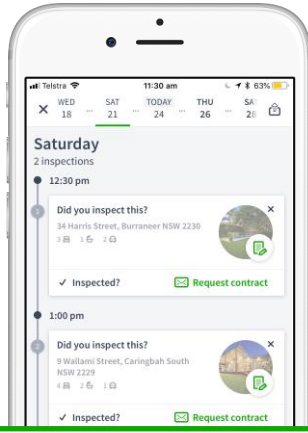 Telstra 11:30 am 63%
WED SAT TODAY THU SA
18 ... 21 ... 24 ... 26 ... 28
Saturday
2 inspections
12:30 pm
1
Did you inspect this?
34 Harris Street, Burraneer NSW 2230
3 1 2
Inspected? Request contract
1:00 pm
2
Did you inspect this?
9 Wallami Street, Caringbah South
NSW 2229
4 2 1
Inspected? Request contract